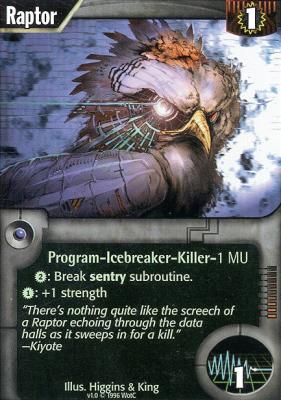 Raptor
1
Program-Icebreaker-Killer-1 MU
2: Break sentry subroutine.
1: +1 strength
"There's nothing quite like the screech of
a Raptor echoing through the data
halls as it sweeps in for a kill."
–Kiyote
1
Illus. Higgins & King
v1.0 © 1996 WotC